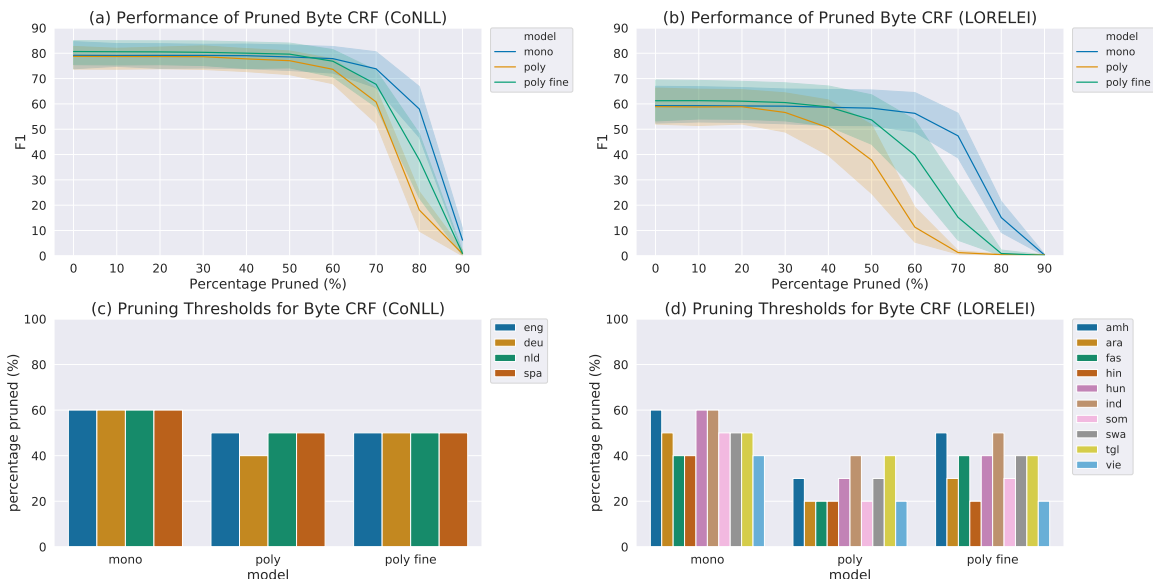 (a) Performance of Pruned Byte CRF (CoNLL)
90
80
70
60
50
40
30
20
10
0
F1
0 10 20 30 40 50 60 70 80 90
Percentage Pruned (%)
model
mono
poly
poly fine
(b) Performance of Pruned Byte CRF (LORELEI)
90
80
70
60
50
40
30
20
10
0
F1
0 10 20 30 40 50 60 70 80 90
Percentage Pruned (%)
model
mono
poly
poly fine
(c) Pruning Thresholds for Byte CRF (CoNLL)
100
80
60
40
20
0
percentage pruned (%)
mono poly poly fine
model
eng
deu
nld
spa
(d) Pruning Thresholds for Byte CRF (LORELEI)
100
80
60
40
20
0
percentage pruned (%)
mono poly poly fine
model
amh
ara
fas
hin
hun
ind
som
swa
tgl
vie